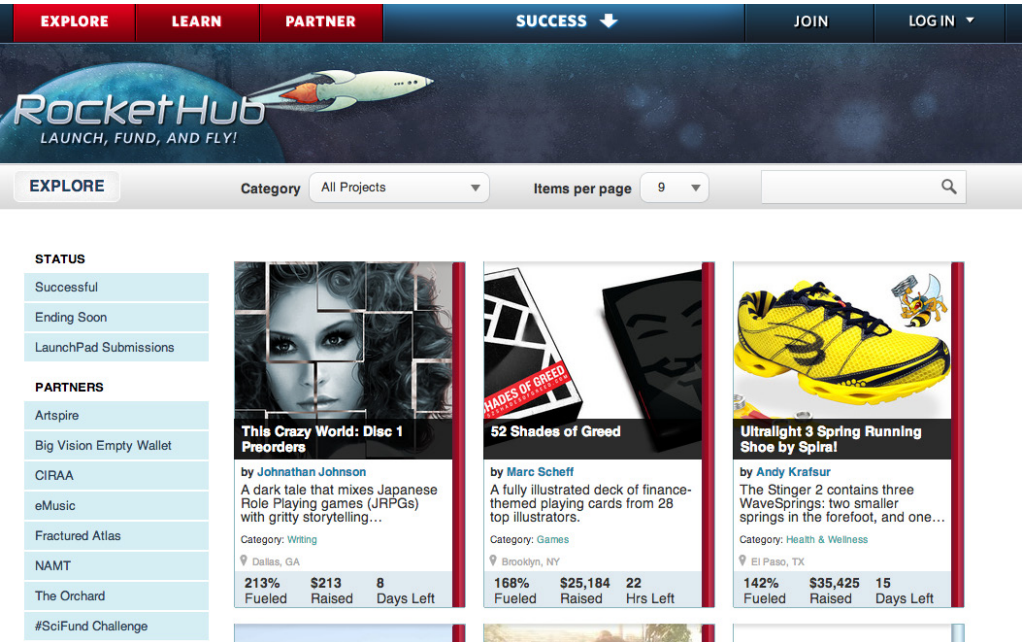 EXPLORE LEARN PARTNER SUCCESS JOIN LOG IN
RocketHub
LAUNCH, FUND, AND FLY!
EXPLORE Category All Projects Items per page 9
STATUS
Successful
Ending Soon
LaunchPad Submissions
PARTNERS
Artspire
Big Vision Empty Wallet
CIRAA
eMusic
Fractured Atlas
NAMT
The Orchard
#SciFund Challenge
This Crazy World: Disc 1
Preorders
by Johnathan Johnson
A dark tale that mixes Japanese
Role Playing games (JRPGs)
with gritty storytelling…
Category: Writing
Dallas, GA
213% $213 8
Fueled Raised Days Left
SHADES OF GREED
52 Shades of Greed
by Marc Scheff
A fully illustrated deck of finance-
themed playing cards from 28
top illustrators.
Category: Games
Brooklyn, NY
168% $25,184 22
Fueled Raised Hrs Left
Ultralight 3 Spring Running
Shoe by Spira!
by Andy Krafsur
The Stinger 2 contains three
WaveSprings: two smaller
springs in the forefoot, and one…
Category: Health & Wellness
El Paso, TX
142% $35,425 15
Fueled Raised Days Left